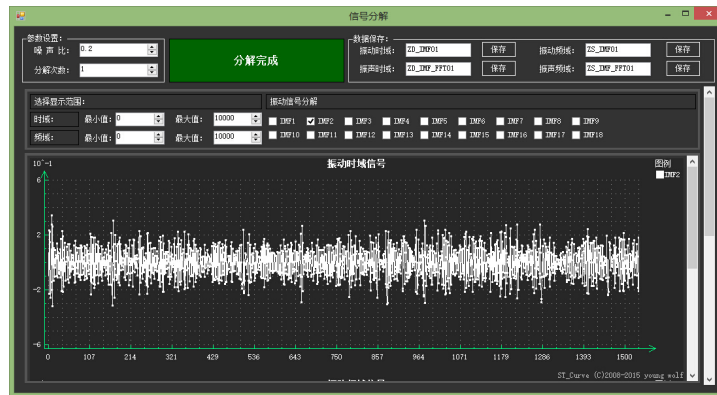 信号分解
参数设置:
噪 声 比: 0.2
分解次数: 1
分解完成
数据保存:
振动时域: ZD_IMF01 保存 振动频域: ZS_IMF01 保存
振声时域: ZD_IMF_FFT01 保存 振声频域: ZS_IMF_FFT01 保存
选择显示范围: 振动信号分解
时域: 最小值: 0 最大值: 10000 IMF1 IMF2 IMF3 IMF4 IMF5 IMF6 IMF7 IMF8 IMF9
频域: 最小值: 0 最大值: 10000 IMF10 IMF11 IMF12 IMF13 IMF14 IMF15 IMF16 IMF17 IMF18
10^-1 振动时域信号 图例
IMF2
6
2
-2
-6
0 107 214 321 429 536 643 750 857 964 1071 1179 1286 1393 1500
ST_Curve (C)2008-2015 young wolf